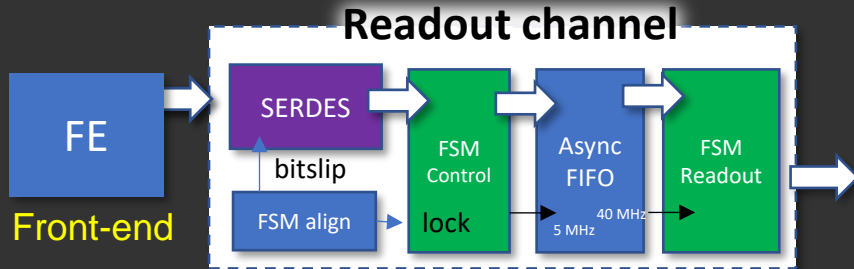 Readout channel
FE
Front-end
SERDES
bitslip
FSM align
lock
FSM
Control
Async
FIFO
5 MHz
40 MHz
FSM
Readout